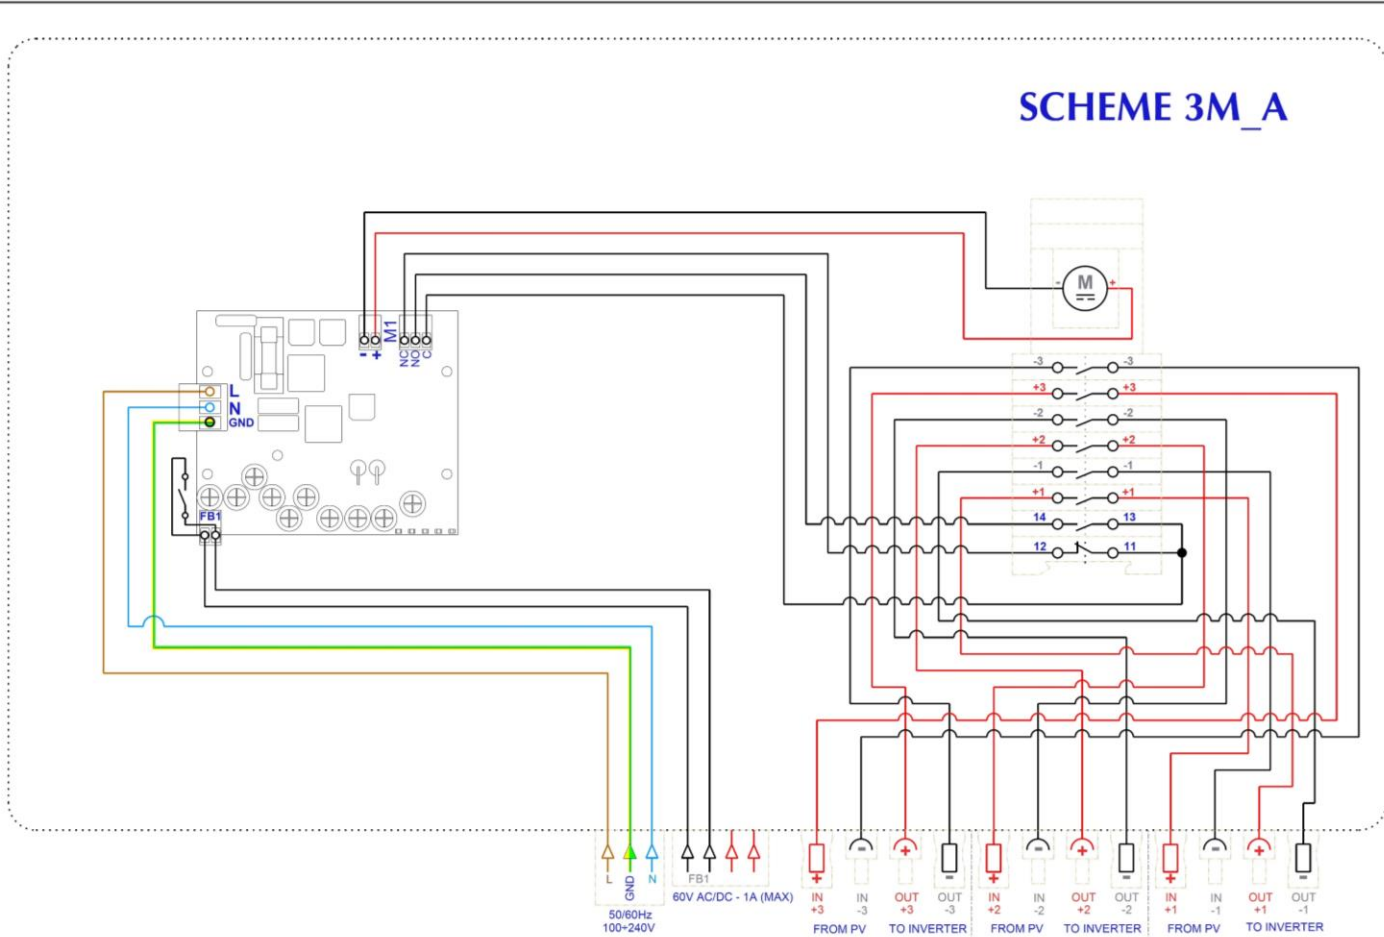 SCHEME 3M_A
M
- +
M1
- +
NC NO C
L
N
GND
FB1
-3 -3
+3 +3
-2 -2
+2 +2
-1 -1
+1 +1
14 13
12 11
L GND N
50/60Hz
100÷240V
FB1
60V AC/DC - 1A (MAX)
+ - + - + - + - + - + -
IN IN OUT OUT IN IN OUT OUT IN IN OUT OUT
+3 -3 +3 -3 +2 -2 +2 -2 +1 -1 +1 -1
FROM PV TO INVERTER FROM PV TO INVERTER FROM PV TO INVERTER